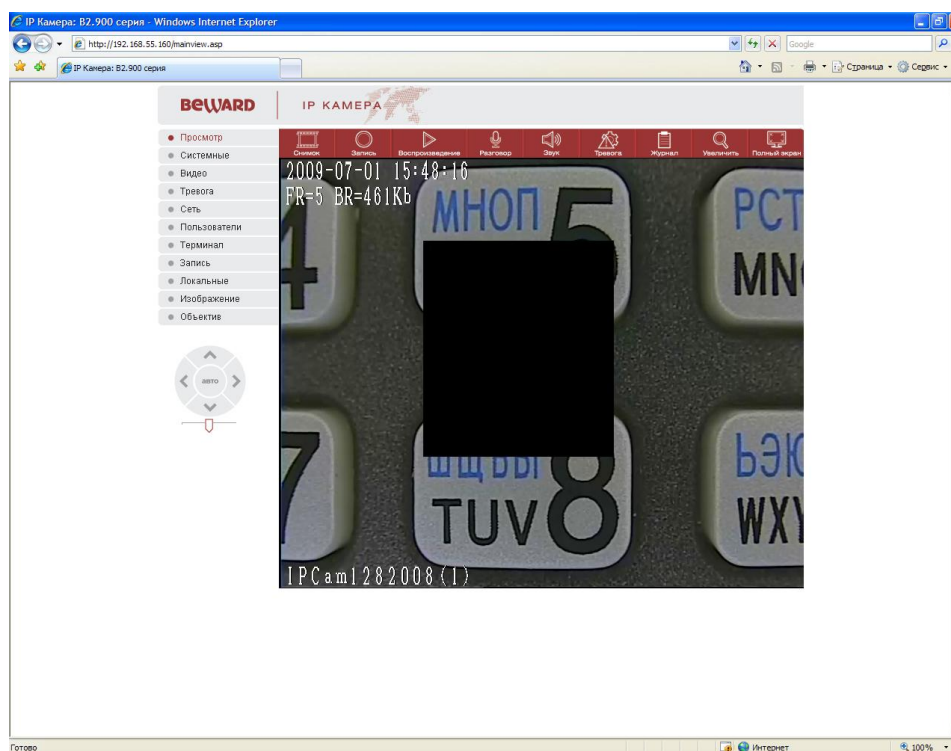 IP Камера: B2.900 серия - Windows Internet Explorer
http://192.168.55.160/mainview.asp
Google
IP Камера: B2.900 серия
Страница
Сервис
BEWARD
IP КАМЕРА
Просмотр
Системные
Видео
Тревога
Сеть
Пользователи
Терминал
Запись
Локальные
Изображение
Объектив
авто
Снимок Запись Воспроизведение Разговор Звук Тревога Журнал Увеличить Полный экран
2009-07-01 15:48:16
FR=5 BR=461Kb
4 МНОП 5 РСТ
MN
ШЩЪЫ ЬЭЮ
7 TUV 8 WXY
IPCam1282008(1)
Готово
Интернет
100%